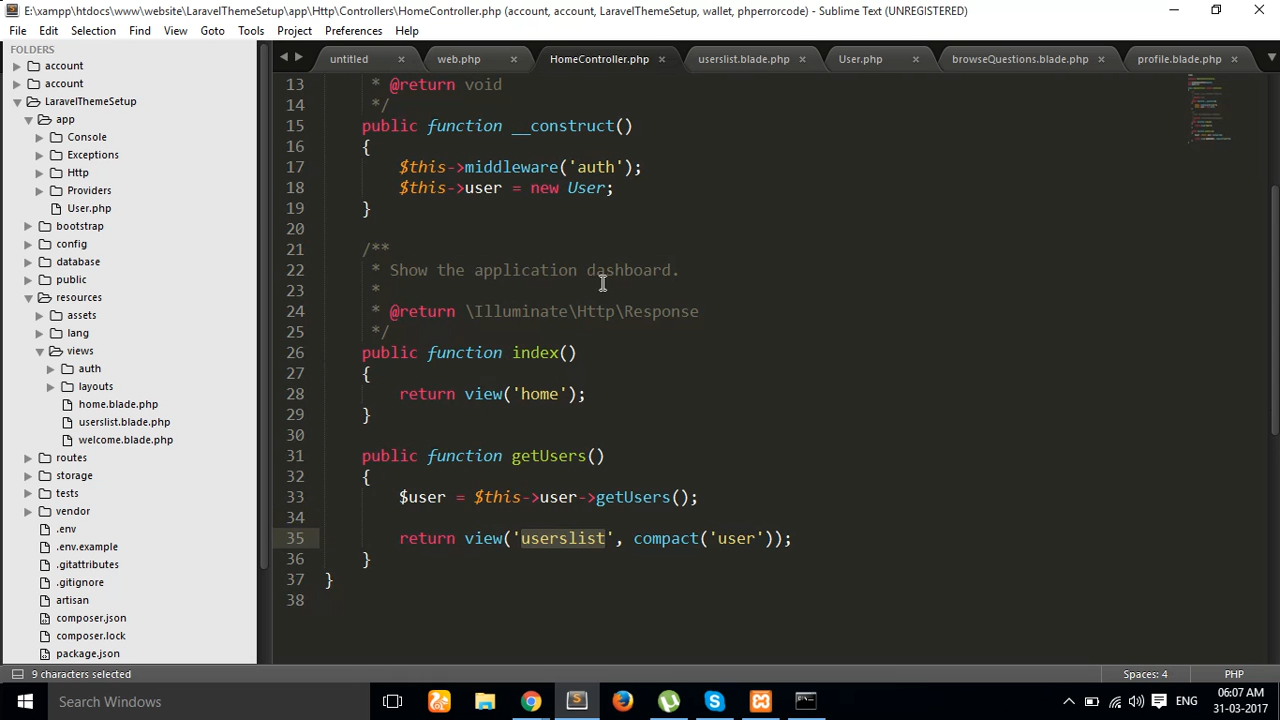 E:\xampp\htdocs\www\website\LaravelThemeSetup\app\Http\Controllers\HomeController.php (account, account, LaravelThemeSetup, wallet, phperrorcode) - Sublime Text (UNREGISTERED)
File Edit Selection Find View Goto Tools Project Preferences Help
FOLDERS
account
account
LaravelThemeSetup
app
Console
Exceptions
Http
Providers
User.php
bootstrap
config
database
public
resources
assets
lang
views
auth
layouts
home.blade.php
userslist.blade.php
welcome.blade.php
routes
storage
tests
vendor
.env
.env.example
.gitattributes
.gitignore
artisan
composer.json
composer.lock
package.json
untitled web.php HomeController.php userslist.blade.php User.php browseQuestions.blade.php profile.blade.php
13 * @return void
14 */
15 public function __construct()
16 {
17 $this->middleware('auth');
18 $this->user = new User;
19 }
20
21 /**
22 * Show the application dashboard.
23 *
24 * @return \Illuminate\Http\Response
25 */
26 public function index()
27 {
28 return view('home');
29 }
30
31 public function getUsers()
32 {
33 $user = $this->user->getUsers();
34
35 return view('userslist', compact('user'));
36 }
37 }
38
9 characters selected Spaces: 4 PHP
Search Windows ENG 06:07 AM
31-03-2017